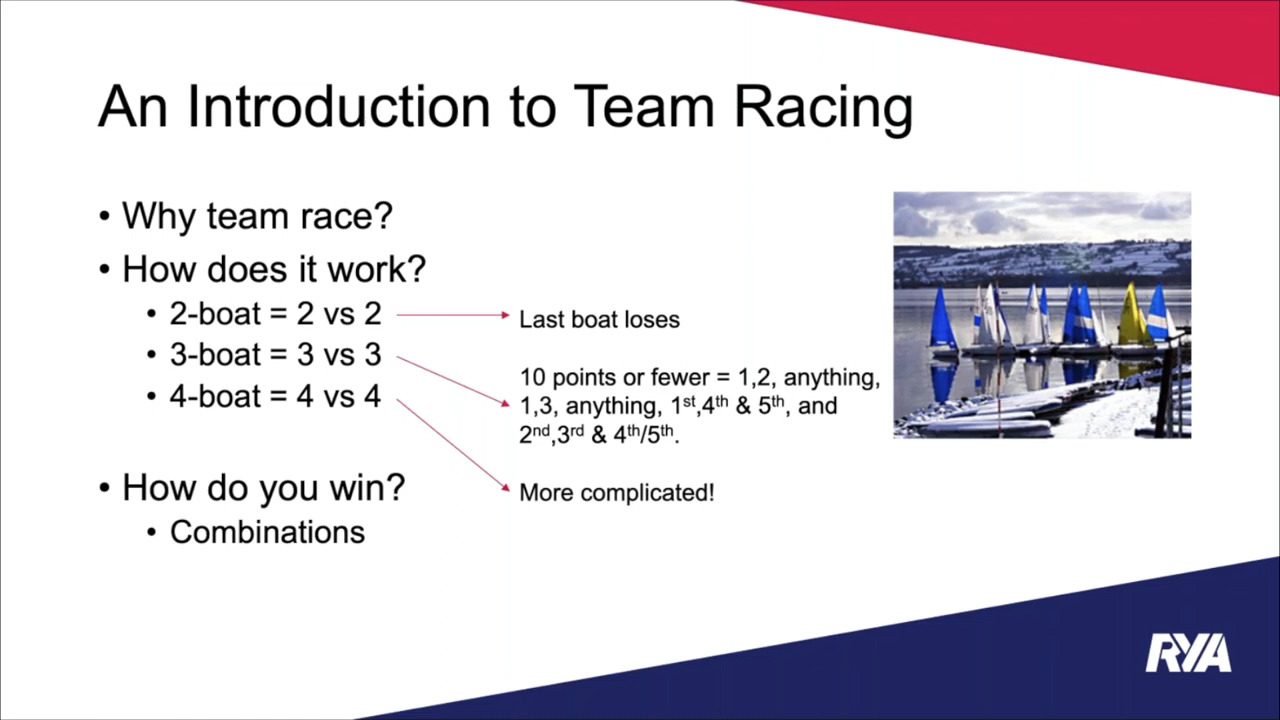 An Introduction to Team Racing
• Why team race?
• How does it work?
• 2-boat = 2 vs 2
• 3-boat = 3 vs 3
• 4-boat = 4 vs 4
Last boat loses
10 points or fewer = 1,2, anything,
1,3, anything, 1st,4th & 5th, and
2nd,3rd & 4th/5th.
More complicated!
• How do you win?
• Combinations
RYA